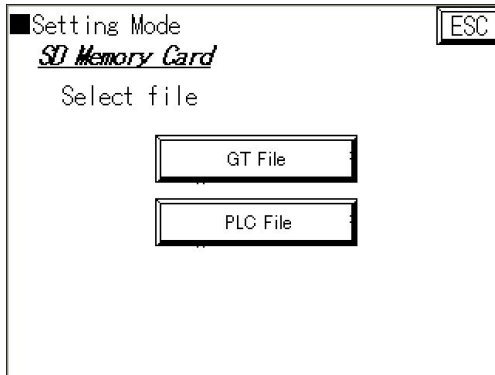 ■Setting Mode
ESC
SD Memory Card
Select file
GT File
PLC File